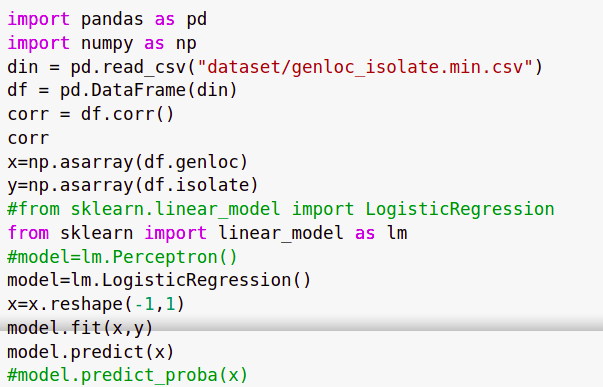 import pandas as pd
import numpy as np
din = pd.read_csv("dataset/genloc_isolate.min.csv")
df = pd.DataFrame(din)
corr = df.corr()
corr
x=np.asarray(df.genloc)
y=np.asarray(df.isolate)
#from sklearn.linear_model import LogisticRegression
from sklearn import linear_model as lm
#model=lm.Perceptron()
model=lm.LogisticRegression()
x=x.reshape(-1,1)
model.fit(x,y)
model.predict(x)
#model.predict_proba(x)